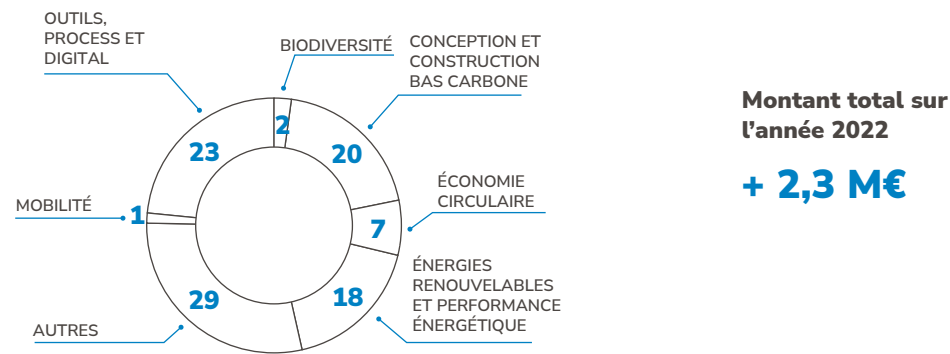 OUTILS,
PROCESS ET
DIGITAL
BIODIVERSITÉ
CONCEPTION ET
CONSTRUCTION
BAS CARBONE
2
23
20
MOBILITÉ
1
ÉCONOMIE
CIRCULAIRE
7
29
18
ÉNERGIES
RENOUVELABLES
ET PERFORMANCE
ÉNERGÉTIQUE
AUTRES
Montant total sur
l’année 2022
+ 2,3 M€